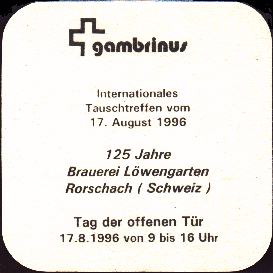 gambrinus
Internationales
Tauschtreffen vom
17. August 1996
125 Jahre
Brauerei Löwengarten
Rorschach ( Schweiz )
Tag der offenen Tür
17.8.1996 von 9 bis 16 Uhr